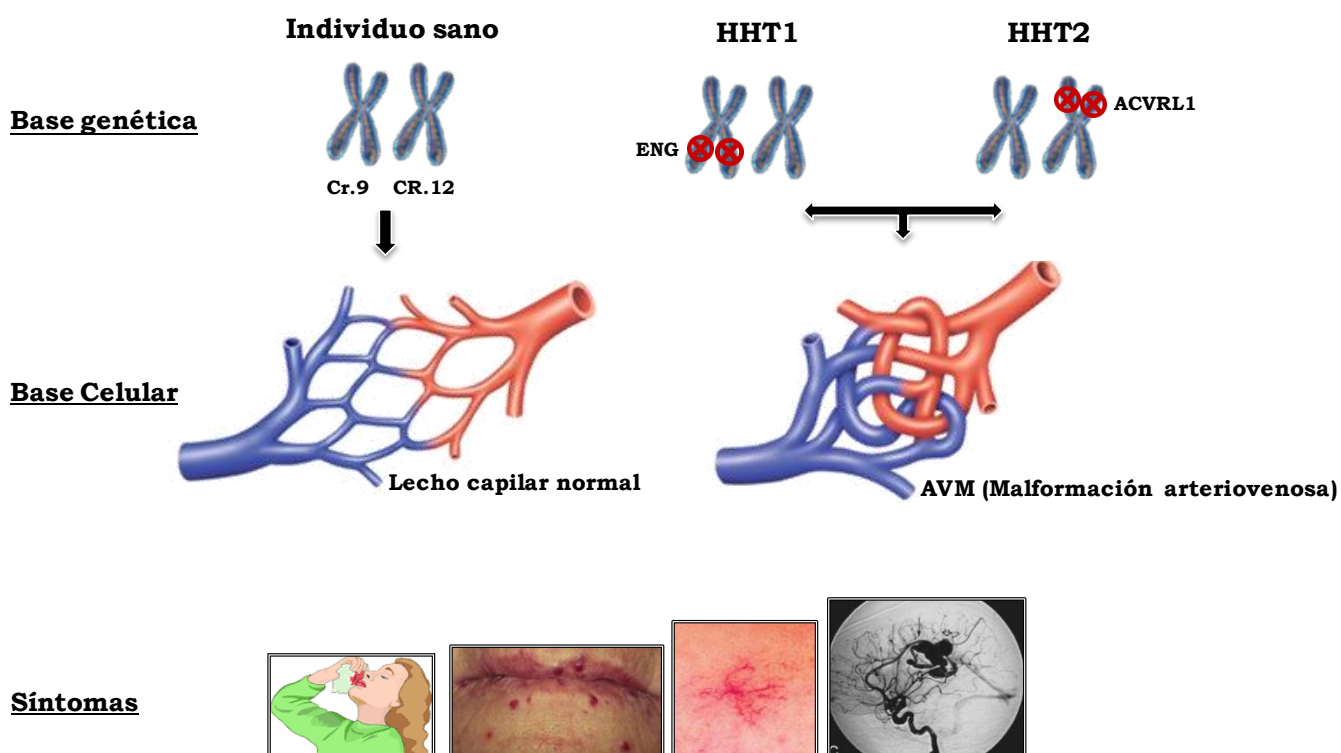 Individuo sano
HHT1
HHT2
Base genética
ACVRL1
ENG
Cr.9
CR.12
Base Celular
Lecho capilar normal
AVM (Malformación arteriovenosa)
Síntomas